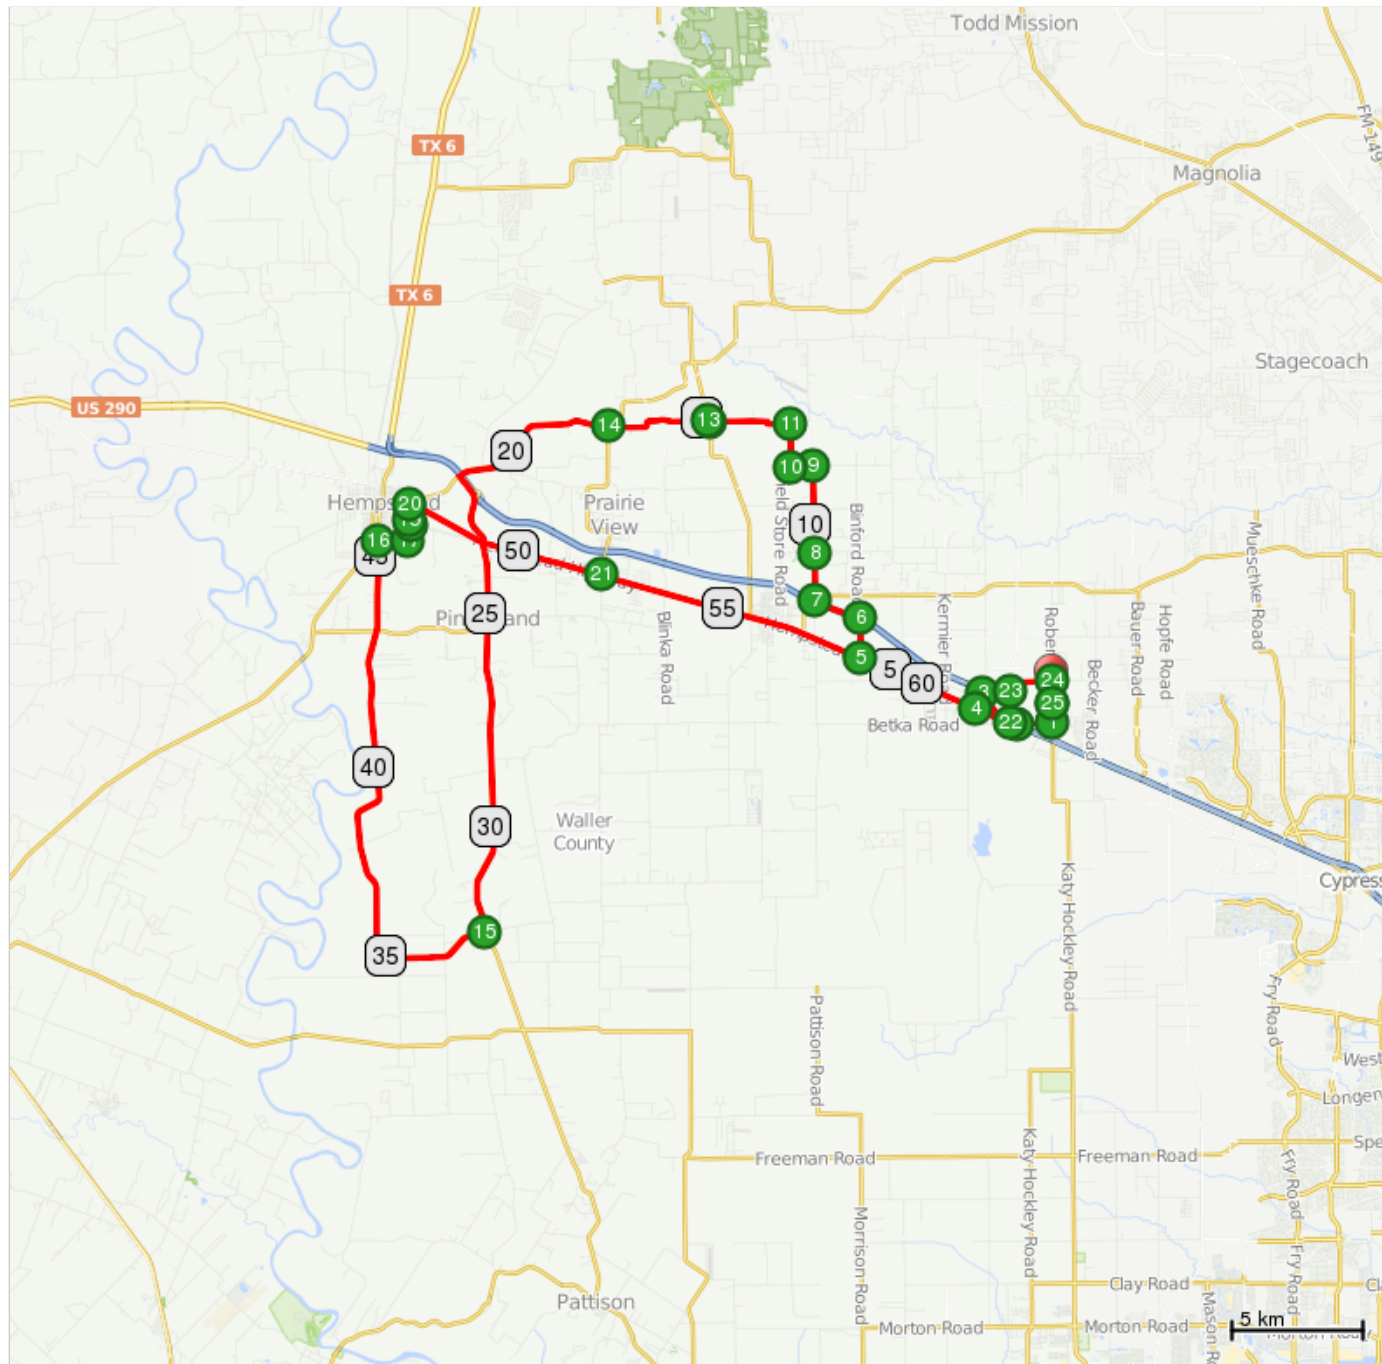 Todd Mission
FM 149
TX 6
Magnolia
TX 6
Stagecoach
US 290
13
11
14
20
10
9
Hempstead
20
Prairie
View
10
Binford Road
16
50
8
21
25
55
7
6
Blinka Road
Kermier Road
Mueschke Road
Bauer Road
Hopfe Road
5
5
60
3
23
24
Becker Road
4
22
25
1
Betka Road
40
30
Waller
County
Katy Hockley Road
Cypress
15
35
Pattison Road
Fry Road
Freeman Road
Freeman Road
Katy Hockley Road
Fry Road
Morrison Road
Fry Road
Clay Road
Pattison
Morton Road
Morton Road
5 km
Morton Road